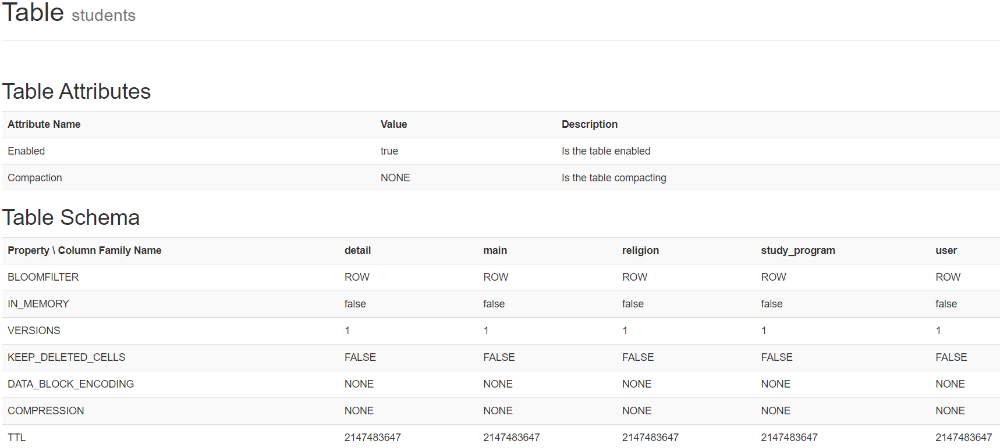 Table students
Table Attributes
Attribute Name Value Description
Enabled true Is the table enabled
Compaction NONE Is the table compacting
Table Schema
Property \ Column Family Name detail main religion study_program user
BLOOMFILTER ROW ROW ROW ROW ROW
IN_MEMORY false false false false false
VERSIONS 1 1 1 1 1
KEEP_DELETED_CELLS FALSE FALSE FALSE FALSE FALSE
DATA_BLOCK_ENCODING NONE NONE NONE NONE NONE
COMPRESSION NONE NONE NONE NONE NONE
TTL 2147483647 2147483647 2147483647 2147483647 2147483647